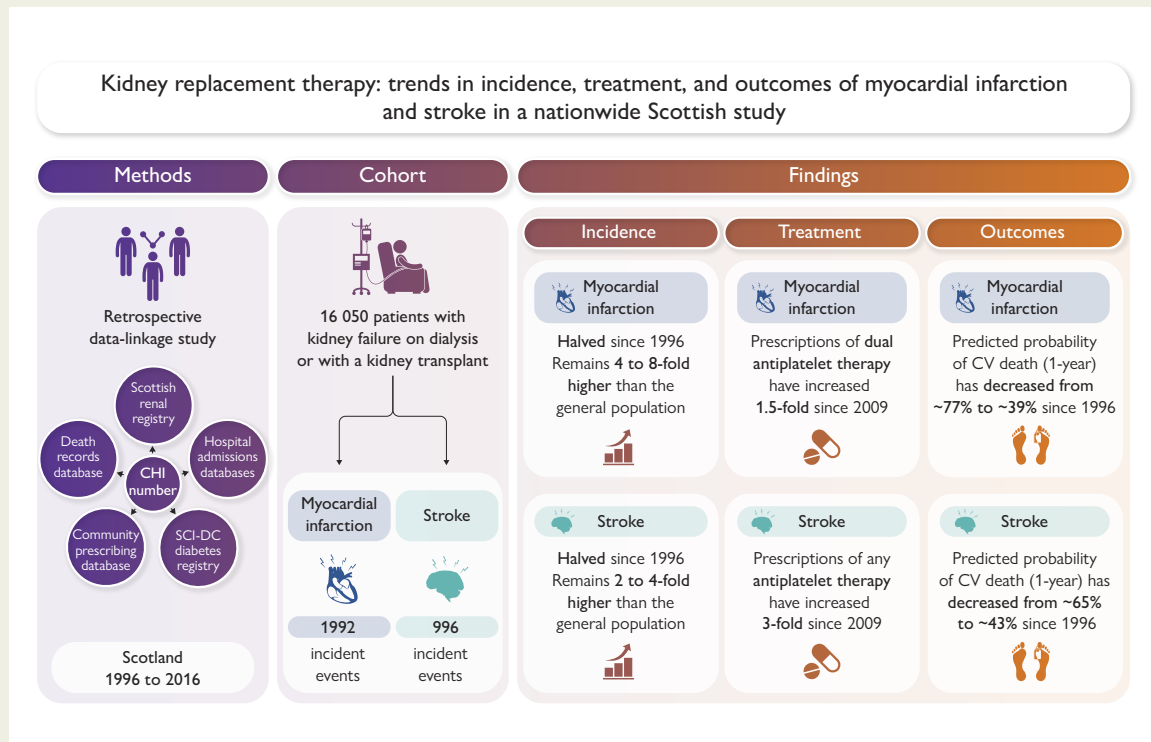 Kidney replacement therapy: trends in incidence, treatment, and outcomes of myocardial infarction
and stroke in a nationwide Scottish study
Methods
Retrospective
data-linkage study
Scottish
renal
registry
Death
records
database
Hospital
admissions
databases
CHI
number
Community
prescribing
database
SCI-DC
diabetes
registry
Scotland
1996 to 2016
Cohort
16 050 patients with
kidney failure on dialysis
or with a kidney transplant
Myocardial
infarction
1992
incident
events
Stroke
996
incident
events
Findings
Incidence
Myocardial
infarction
Halved since 1996
Remains 4 to 8-fold
higher than the
general population
Stroke
Halved since 1996
Remains 2 to 4-fold
higher than the
general population
Treatment
Myocardial
infarction
Prescriptions of dual
antiplatelet therapy
have increased
1.5-fold since 2009
Stroke
Prescriptions of any
antiplatelet therapy
have increased
3-fold since 2009
Outcomes
Myocardial
infarction
Predicted probability
of CV death (1-year)
has decreased from
~77% to ~39% since 1996
Stroke
Predicted probability
of CV death (1-year) has
decreased from ~65%
to ~43% since 1996